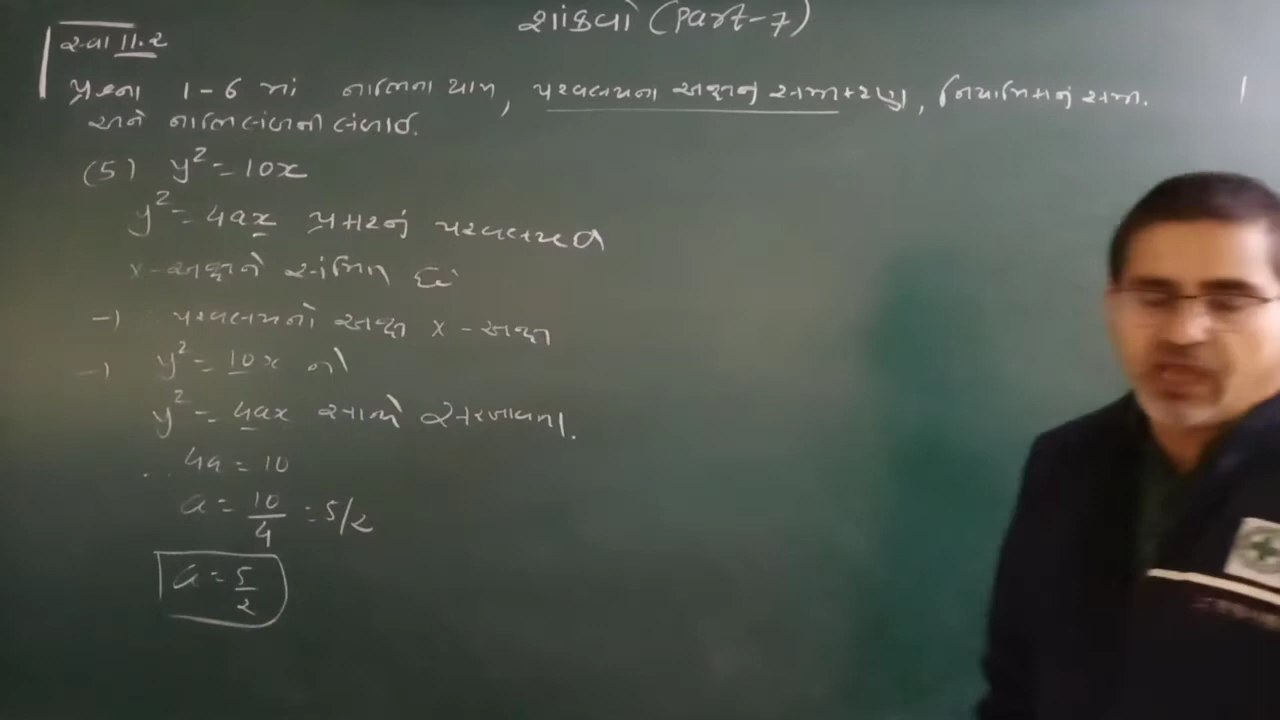 શાંકવો (Part-7)
સ્વા 11.2
પ્રશ્ન 1-6 માં નાભિના યામ, પરવલયના અક્ષનું સમીકરણ, નિયામિકાનું સમી.
અને નાભિલંબની લંબાઈ.
(5) y² = 10x
y² = 4ax પ્રકારનું પરવલય
x-અક્ષને સંમિત છે
→ પરવલયનો અક્ષ x-અક્ષ
→ y² = 10x ને
y² = 4ax સાથે સરખાવતા.
∴ 4a = 10
a = 10/4 = 5/2
a = 5/2